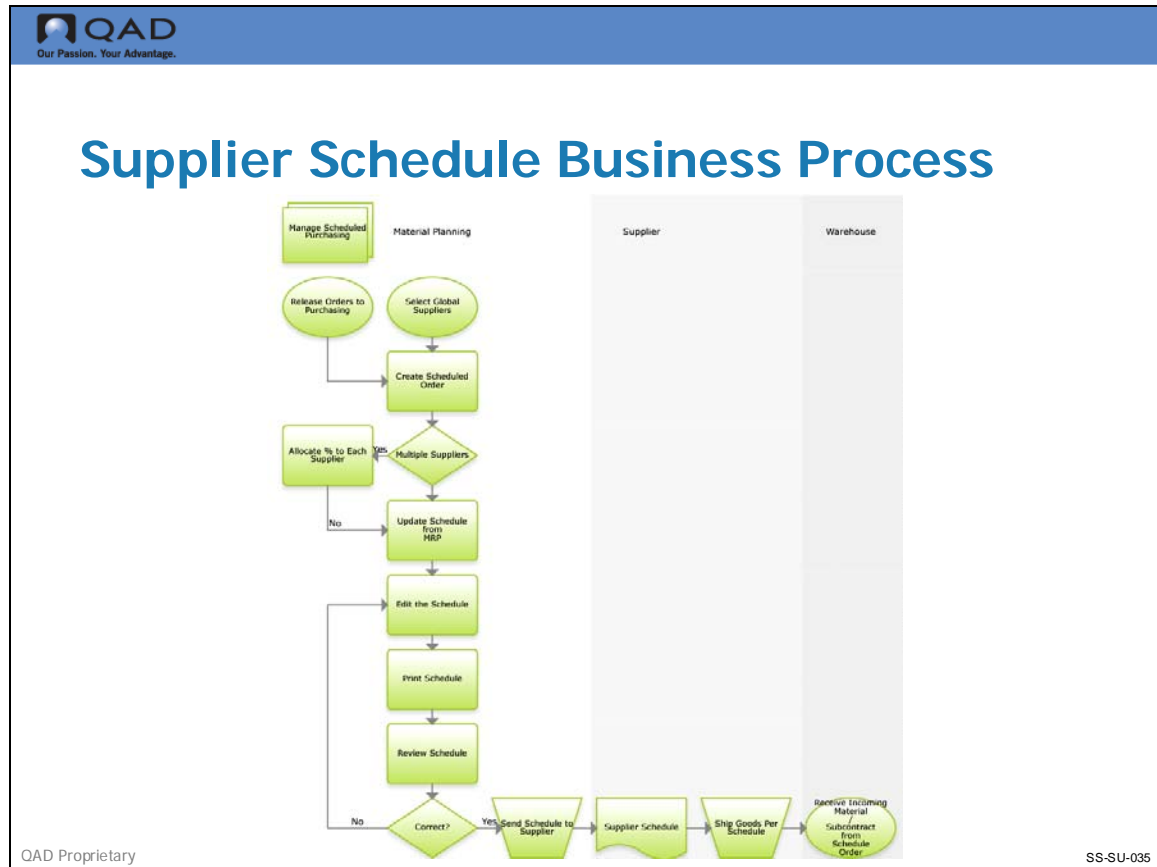 QAD
Our Passion. Your Advantage.
Supplier Schedule Business Process
Manage Scheduled
Purchasing
Material Planning
Supplier
Warehouse
Release Orders to
Purchasing
Select Global
Suppliers
Create Scheduled
Order
Allocate % to Each
Supplier
Yes
Multiple Suppliers
No
Update Schedule
from
MRP
Edit the Schedule
Print Schedule
Review Schedule
No
Correct?
Yes
Send Schedule to
Supplier
Supplier Schedule
Ship Goods Per
Schedule
Receive Incoming
Material
/
Subcontract
from
Schedule
Order
QAD Proprietary
SS-SU-035